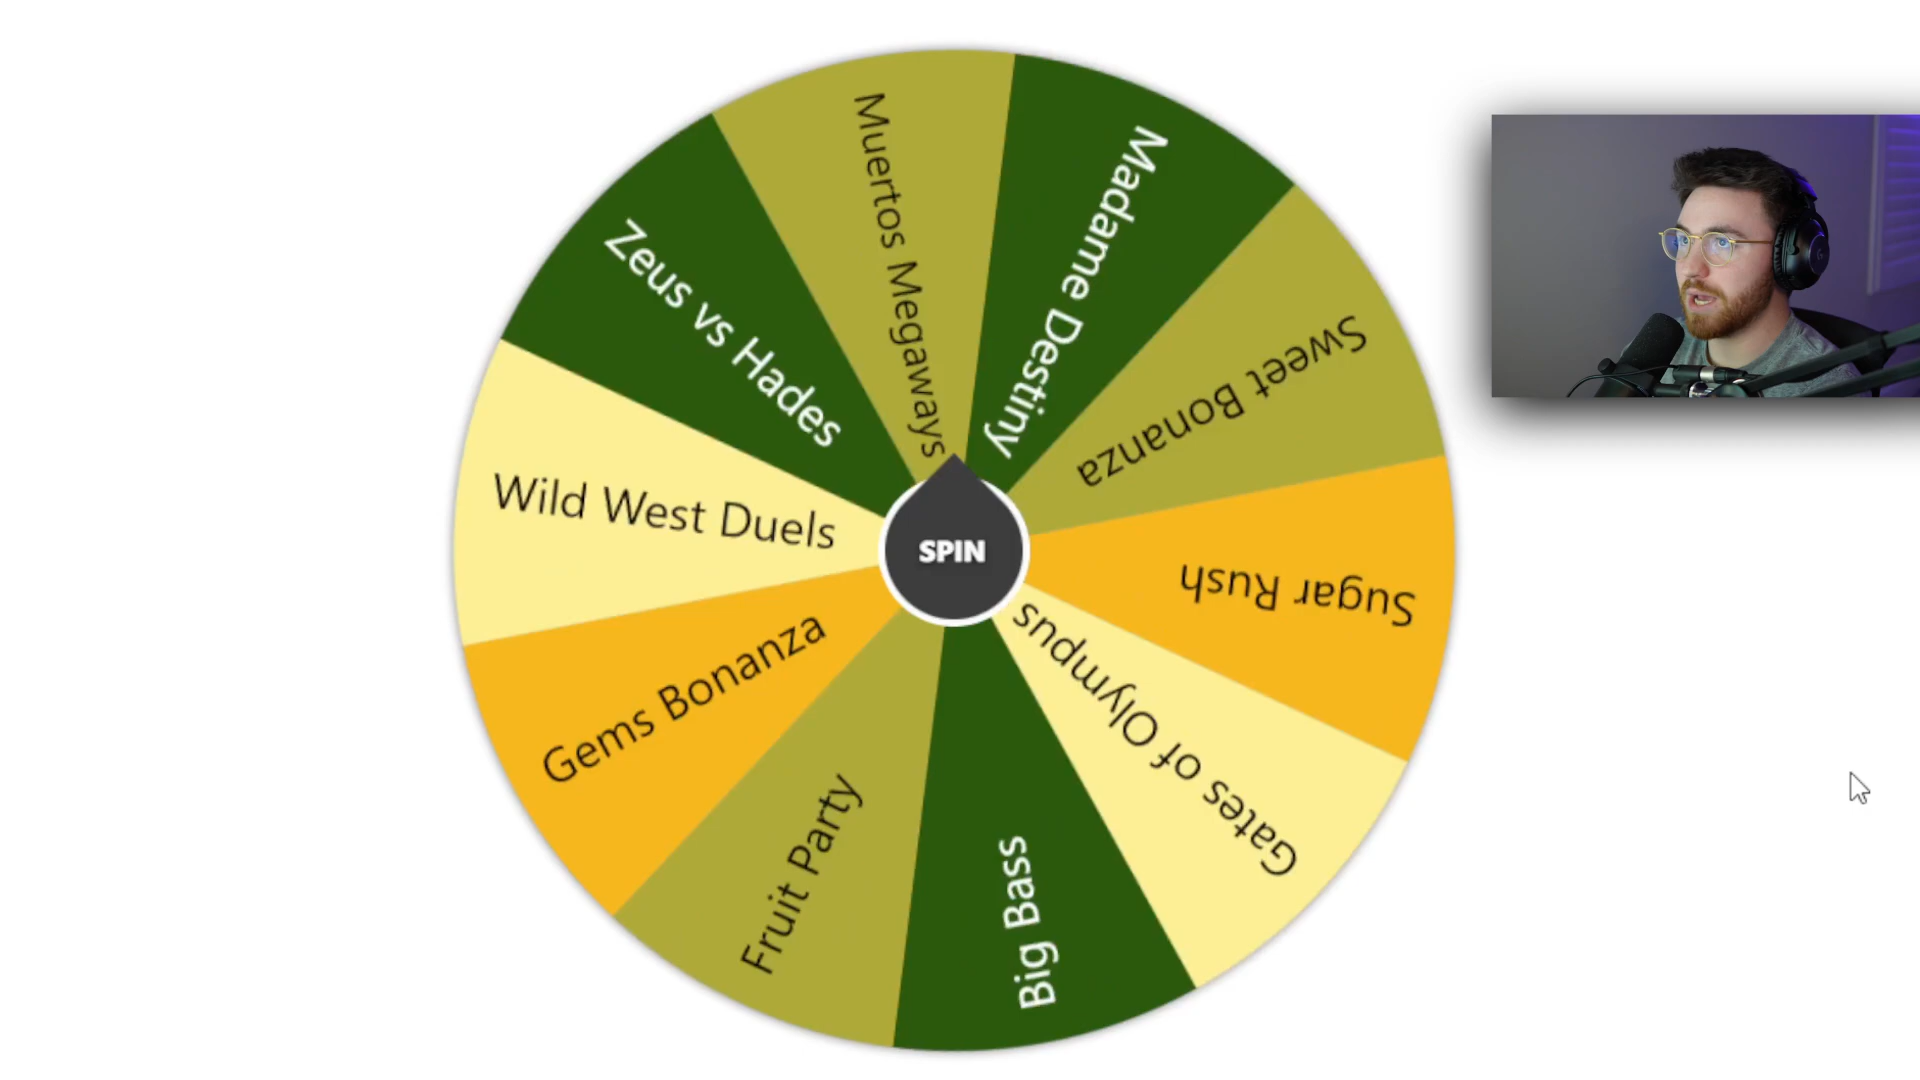 Muertos Megaways
Madame Destiny
Sweet Bonanza
Sugar Rush
Gates of Olympus
Big Bass
Fruit Party
Gems Bonanza
Wild West Duels
Zeus vs Hades
SPIN